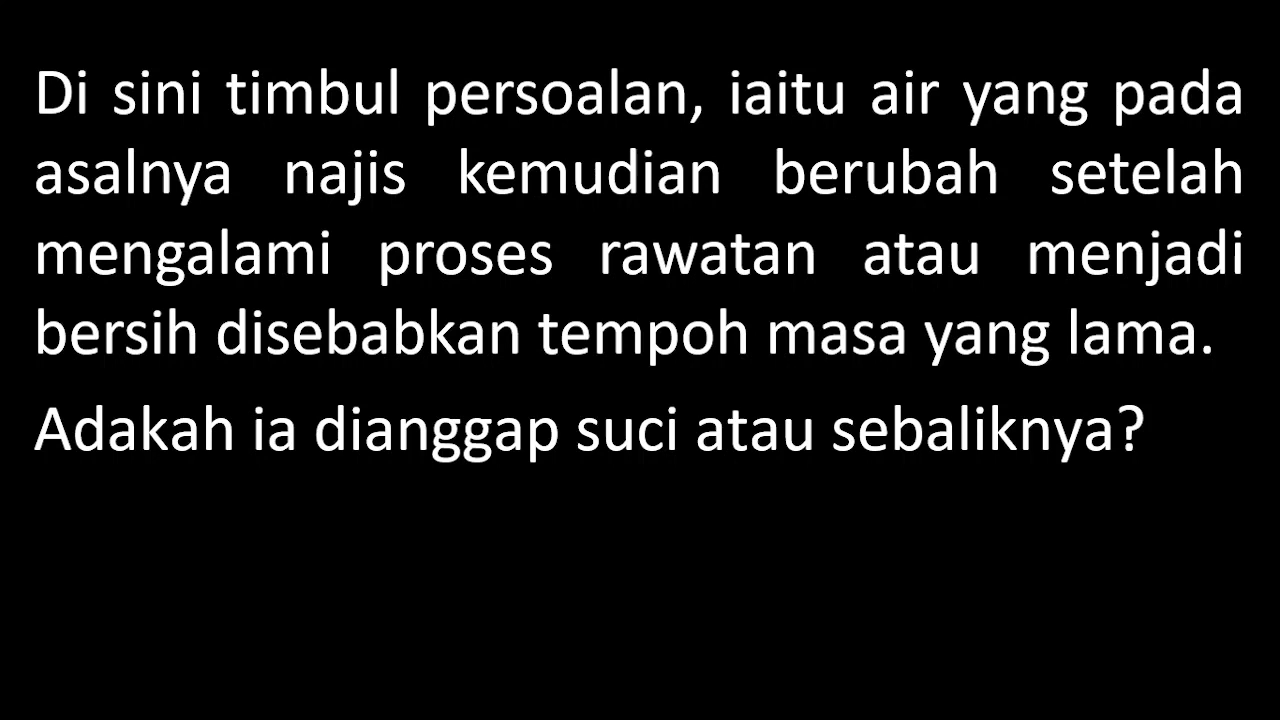 Di sini timbul persoalan, iaitu air yang pada
asalnya najis kemudian berubah setelah
mengalami proses rawatan atau menjadi
bersih disebabkan tempoh masa yang lama.
Adakah ia dianggap suci atau sebaliknya?